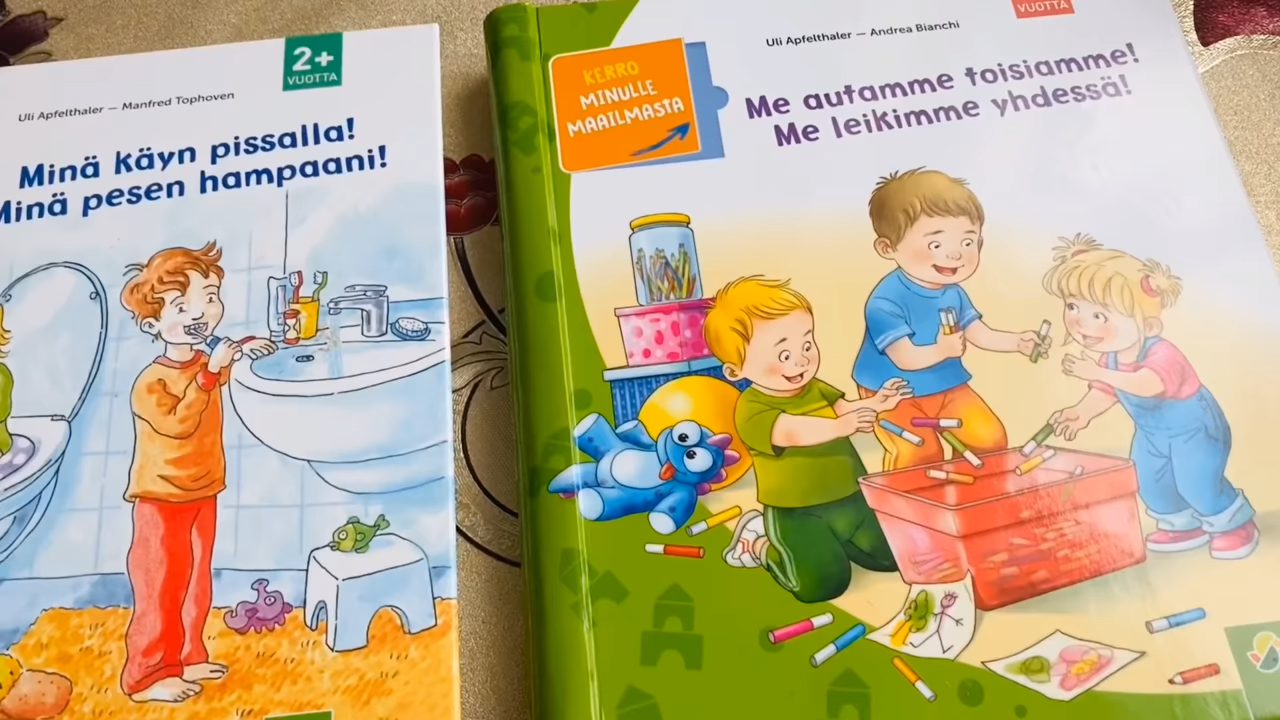 2+
VUOTTA
Uli Apfelthaler — Manfred Tophoven
Minä käyn pissalla!
Minä pesen hampaani!
VUOTTA
Uli Apfelthaler — Andrea Bianchi
KERRO
MINULLE
MAAILMASTA
Me autamme toisiamme!
Me leikimme yhdessä!